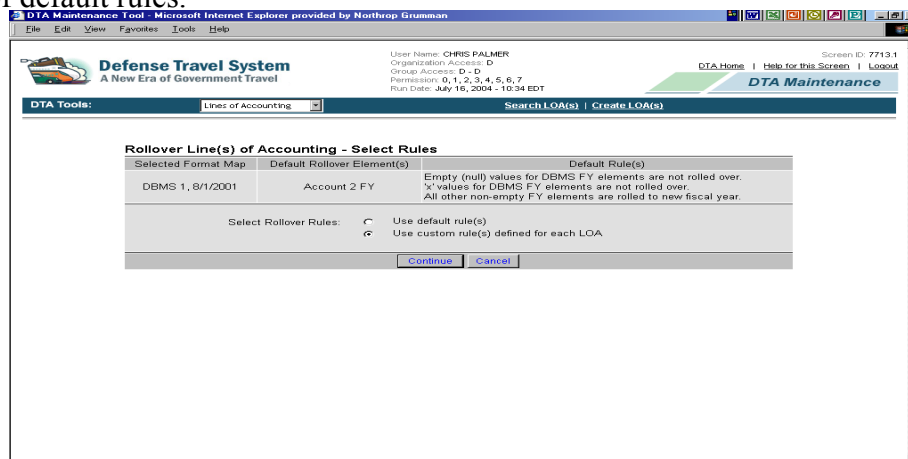 f default rules.
DTA Maintenance Tool - Microsoft Internet Explorer provided by Northrop Grumman
File Edit View Favorites Tools Help
Defense Travel System
A New Era of Government Travel
User Name: CHRIS PALMER
Organization Access: D
Group Access: D - D
Permission: 0, 1, 2, 3, 4, 5, 6, 7
Run Date: July 16, 2004 - 10:34 EDT
Screen ID: 7713.1
DTA Home | Help for this Screen | Logout
DTA Maintenance
DTA Tools: Lines of Accounting Search LOA(s) | Create LOA(s)
Rollover Line(s) of Accounting - Select Rules
Selected Format Map Default Rollover Element(s) Default Rule(s)
DBMS 1, 8/1/2001 Account 2 FY
Empty (null) values for DBMS FY elements are not rolled over.
'x' values for DBMS FY elements are not rolled over.
All other non-empty FY elements are rolled to new fiscal year.
Select Rollover Rules: Use default rule(s)
Use custom rule(s) defined for each LOA
Continue Cancel